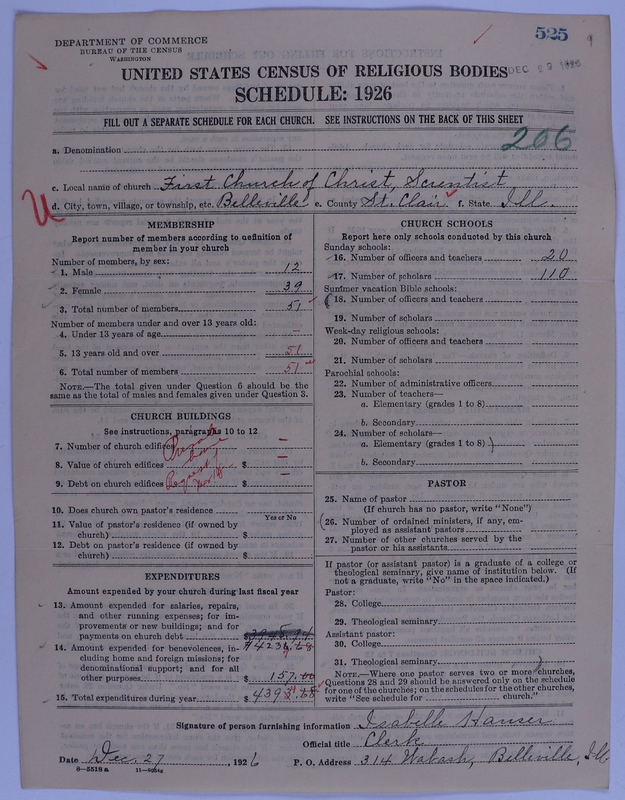 525
DEPARTMENT OF COMMERCE
BUREAU OF THE CENSUS
WASHINGTON
DEC 29 1926
UNITED STATES CENSUS OF RELIGIOUS BODIES
SCHEDULE: 1926
FILL OUT A SEPARATE SCHEDULE FOR EACH CHURCH. SEE INSTRUCTIONS ON THE BACK OF THIS SHEET
206
a. Denomination
c. Local name of church First Church of Christ, Scientist
d. City, town, village, or township, etc. Belleville e. County St. Clair f. State Ill.
MEMBERSHIP
Report number of members according to definition of
member in your church
Number of members, by sex:
1. Male 12
2. Female 39
3. Total number of members 51
Number of members under and over 13 years old:
4. Under 13 years of age –
5. 13 years old and over 51
6. Total number of members 51
NOTE.—The total given under Question 6 should be the
same as the total of males and females given under Question 3.
CHURCH BUILDINGS
See instructions, paragraphs 10 to 12
7. Number of church edifices –
8. Value of church edifices $ –
9. Debt on church edifices $ –
10. Does church own pastor's residence
Yes or No
11. Value of pastor's residence (if owned by
church) $
12. Debt on pastor's residence (if owned by
church) $
EXPENDITURES
Amount expended by your church during last fiscal year
13. Amount expended for salaries, repairs,
and other running expenses; for im-
provements or new buildings; and for
payments on church debt
14. Amount expended for benevolences, in-
cluding home and foreign missions; for
denominational support; and for all
other purposes $ 157.00
15. Total expenditures during year $
CHURCH SCHOOLS
Report here only schools conducted by this church
Sunday schools:
16. Number of officers and teachers 20
17. Number of scholars 110
Summer vacation Bible schools:
18. Number of officers and teachers
19. Number of scholars
Week-day religious schools:
20. Number of officers and teachers
21. Number of scholars
Parochial schools:
22. Number of administrative officers
23. Number of teachers—
a. Elementary (grades 1 to 8)
b. Secondary
24. Number of scholars—
a. Elementary (grades 1 to 8)
b. Secondary
PASTOR
25. Name of pastor
(If church has no pastor, write "None")
26. Number of ordained ministers, if any, em-
ployed as assistant pastors
27. Number of other churches served by the
pastor or his assistants
If pastor (or assistant pastor) is a graduate of a college or
theological seminary, give name of institution below. (If
not a graduate, write "No" in the space indicated.)
Pastor:
28. College
29. Theological seminary
Assistant pastor:
30. College
31. Theological seminary
NOTE.—Where one pastor serves two or more churches,
Questions 28 and 29 should be answered only on the schedule
for one of the churches; on the schedules for the other churches,
write "See schedule for church."
Signature of person furnishing information Isabelle Hanser
Official title Clerk
Date Dec. 27, 1926 P. O. Address 314 Wabash, Belleville, Ill.
8—5518a 11—9054g